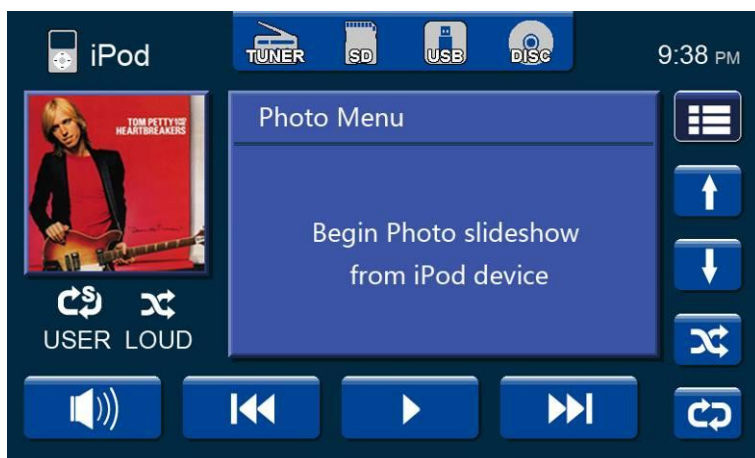 iPod
TUNER
SD
USB
DISC
9:38 PM
TOM PETTY AND THE
HEARTBREAKERS
Photo Menu
Begin Photo slideshow
from iPod device
S
USER LOUD